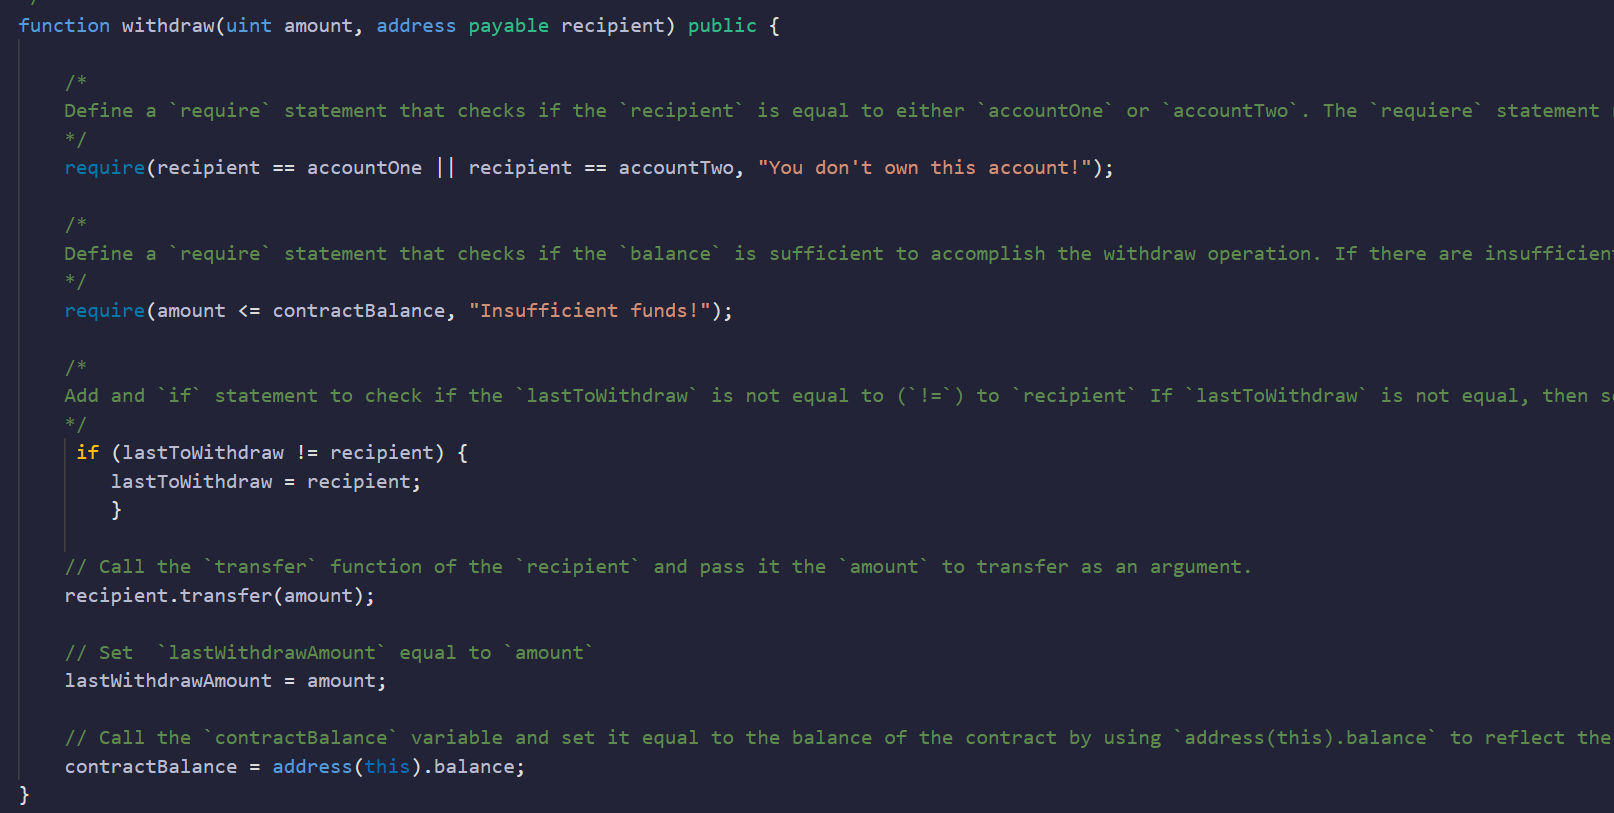 function withdraw(uint amount, address payable recipient) public {
/*
Define a `require` statement that checks if the `recipient` is equal to either `accountOne` or `accountTwo`. The `requiere` statement
*/
require(recipient == accountOne || recipient == accountTwo, "You don't own this account!");
/*
Define a `require` statement that checks if the `balance` is sufficient to accomplish the withdraw operation. If there are insufficien
*/
require(amount <= contractBalance, "Insufficient funds!");
/*
Add and `if` statement to check if the `lastToWithdraw` is not equal to (`!=`) to `recipient` If `lastToWithdraw` is not equal, then s
*/
if (lastToWithdraw != recipient) {
lastToWithdraw = recipient;
}
// Call the `transfer` function of the `recipient` and pass it the `amount` to transfer as an argument.
recipient.transfer(amount);
// Set  `lastWithdrawAmount` equal to `amount`
lastWithdrawAmount = amount;
// Call the `contractBalance` variable and set it equal to the balance of the contract by using `address(this).balance` to reflect the
contractBalance = address(this).balance;
}